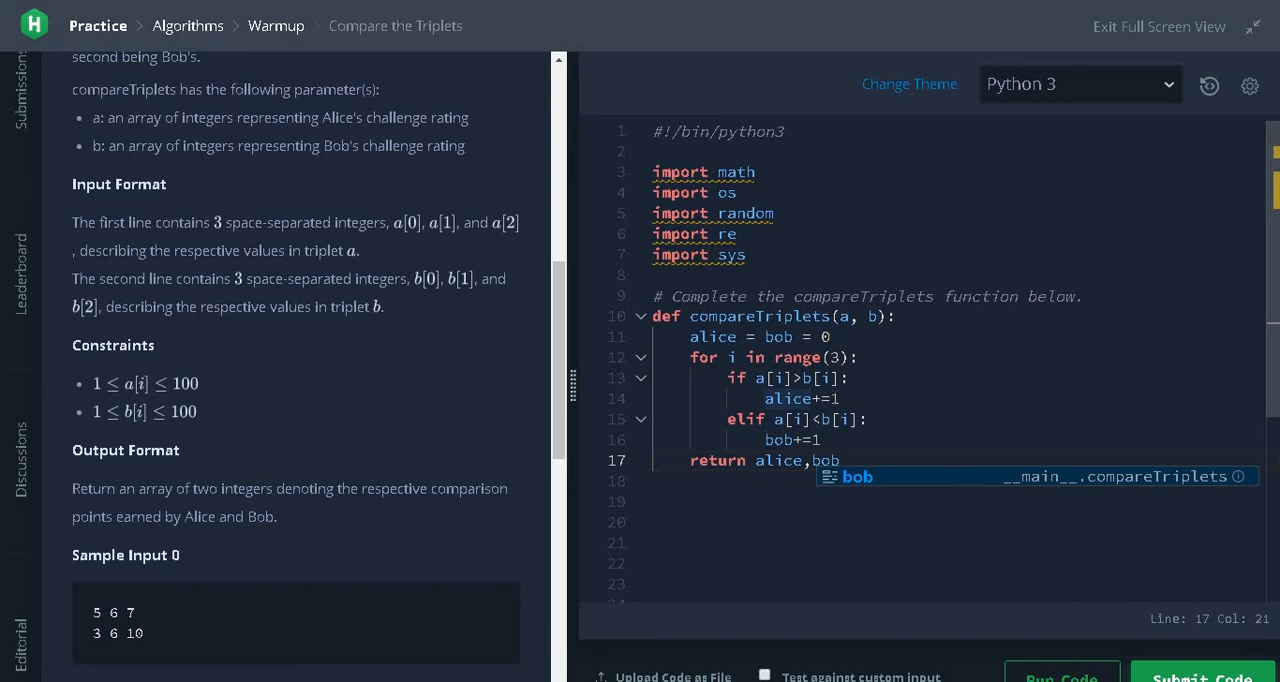 H Practice > Algorithms > Warmup > Compare the Triplets
Exit Full Screen View
Submissions
Leaderboard
Discussions
Editorial
second being Bob's.
compareTriplets has the following parameter(s):
• a: an array of integers representing Alice's challenge rating
• b: an array of integers representing Bob's challenge rating
Input Format
The first line contains 3 space-separated integers, a[0], a[1], and a[2]
, describing the respective values in triplet a.
The second line contains 3 space-separated integers, b[0], b[1], and
b[2], describing the respective values in triplet b.
Constraints
• 1 ≤ a[i] ≤ 100
• 1 ≤ b[i] ≤ 100
Output Format
Return an array of two integers denoting the respective comparison
points earned by Alice and Bob.
Sample Input 0
5 6 7
3 6 10
Change Theme Python 3
1 #!/bin/python3
2
3 import math
4 import os
5 import random
6 import re
7 import sys
8
9 # Complete the compareTriplets function below.
10 def compareTriplets(a, b):
11     alice = bob = 0
12     for i in range(3):
13         if a[i]>b[i]:
14             alice+=1
15         elif a[i]<b[i]:
16             bob+=1
17     return alice,bob
18 bob __main__.compareTriplets
19
20
21
22
23
24
Line: 17 Col: 21
Upload Code as File Test against custom input Run Code Submit Code